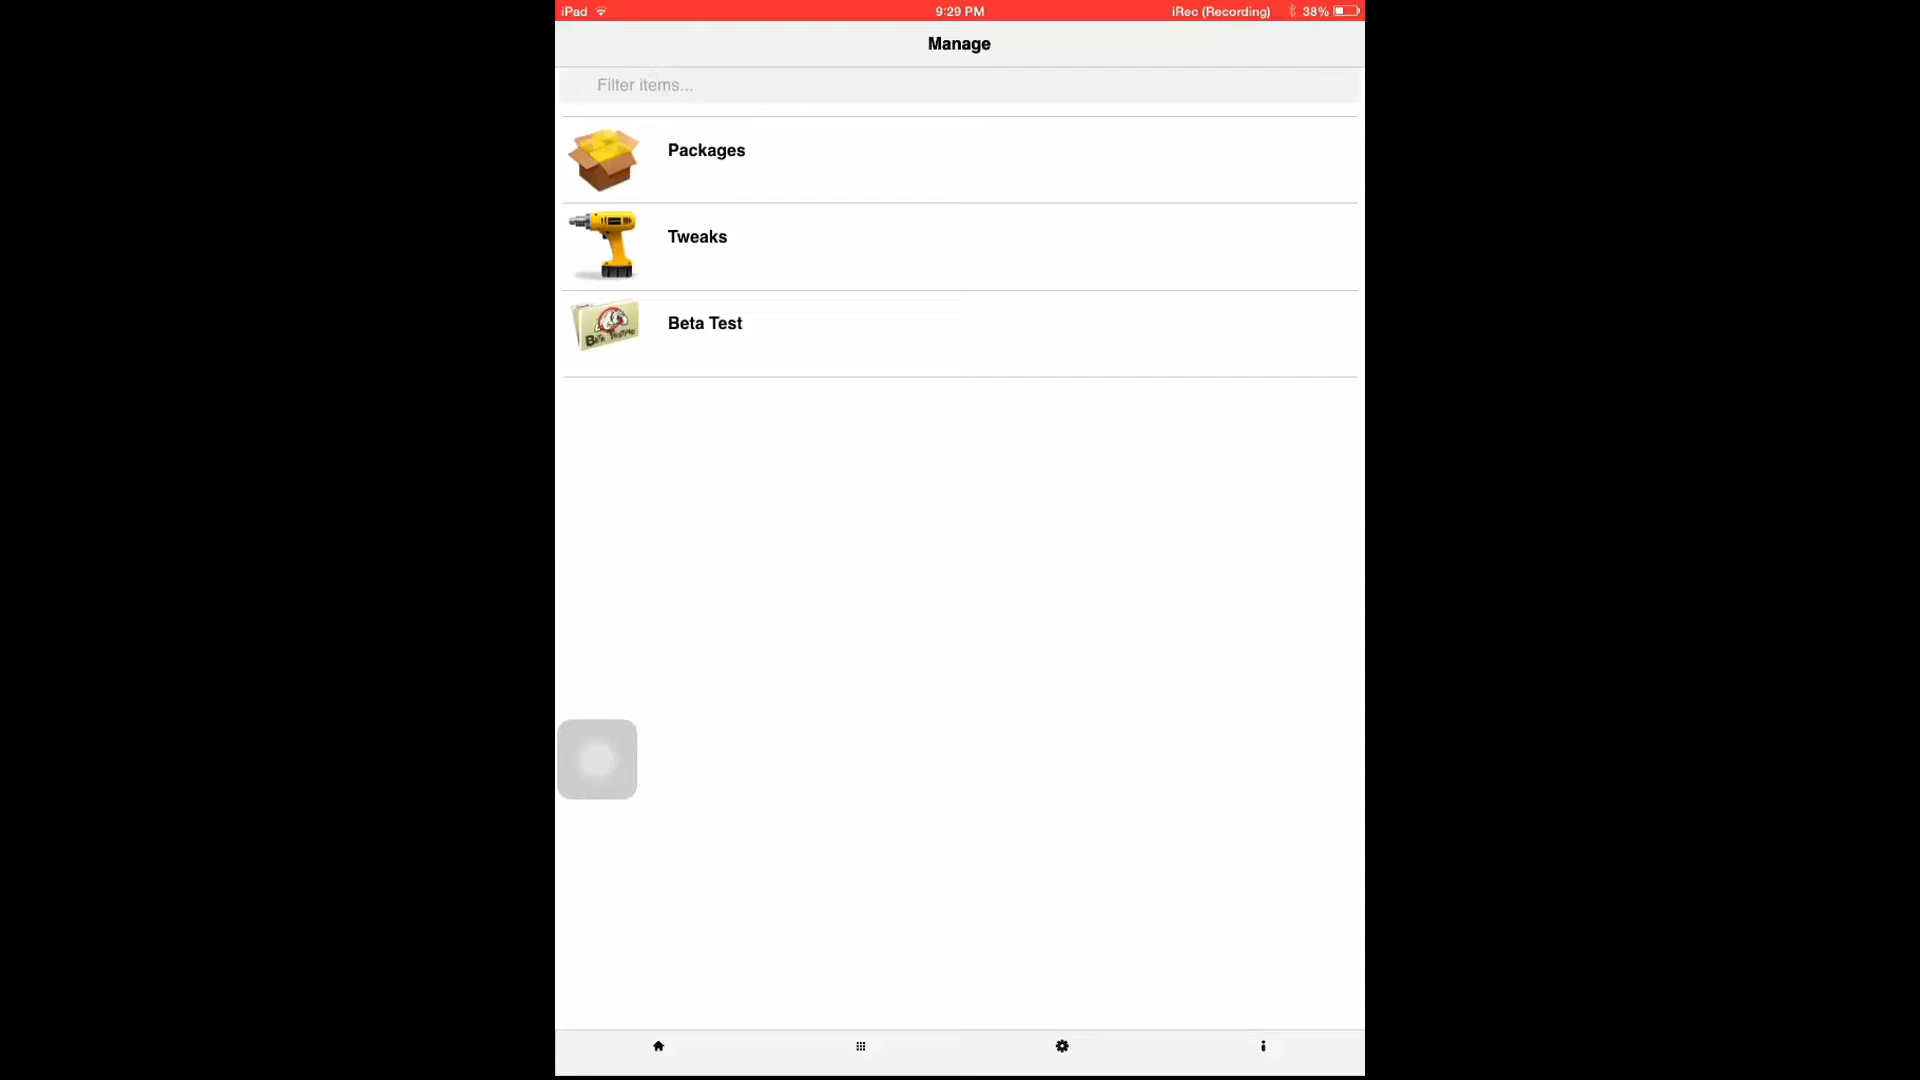 iPad 9:29 PM iRec (Recording) 38%
Manage
Filter items...
Packages
Tweaks
Beta Test